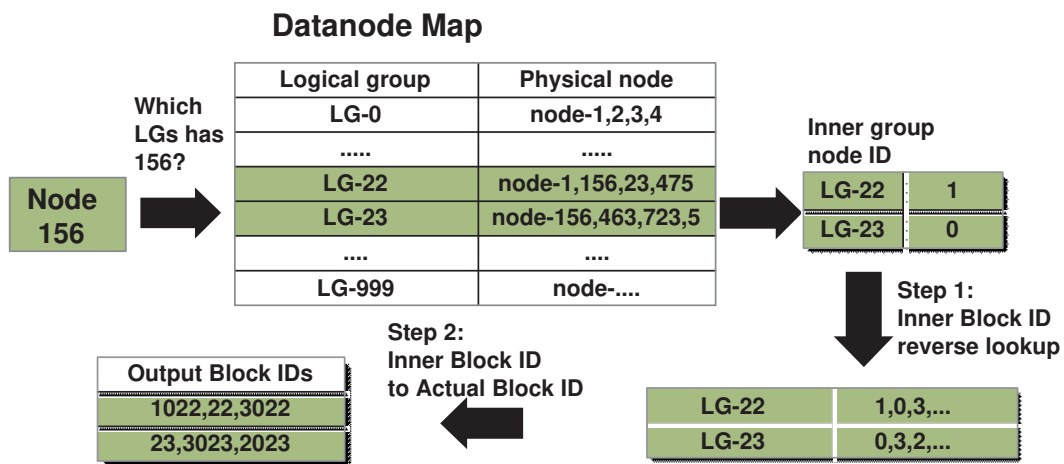 Datanode Map
Which
LGs has
156?
Node
156
Logical group Physical node
LG-0 node-1,2,3,4
..... .....
LG-22 node-1,156,23,475
LG-23 node-156,463,723,5
.... ....
LG-999 node-....
Inner group
node ID
LG-22 1
LG-23 0
Step 1:
Inner Block ID
reverse lookup
LG-22 1,0,3,...
LG-23 0,3,2,...
Step 2:
Inner Block ID
to Actual Block ID
Output Block IDs
1022,22,3022
23,3023,2023